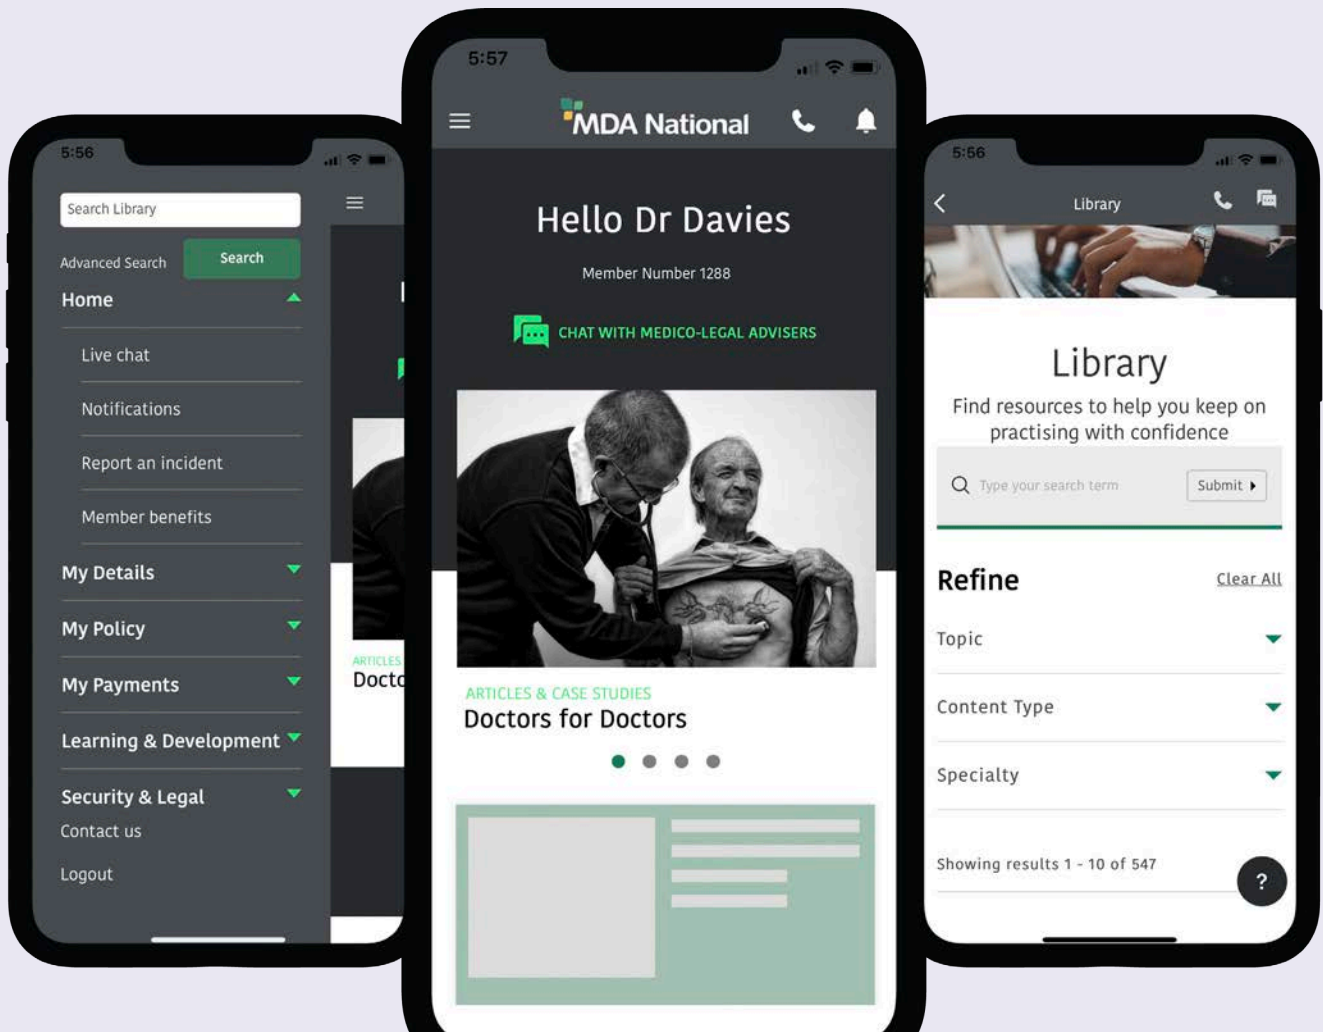 5:56
Search Library
Advanced Search
Search
Home
Live chat
Notifications
Report an incident
Member benefits
My Details
My Policy
My Payments
Learning & Development
Security & Legal
Contact us
Logout
ARTICLES
Docto
5:57
MDA National
Hello Dr Davies
Member Number 1288
CHAT WITH MEDICO-LEGAL ADVISERS
ARTICLES & CASE STUDIES
Doctors for Doctors
5:56
Library
Library
Find resources to help you keep on
practising with confidence
Type your search term
Submit
Refine
Clear All
Topic
Content Type
Specialty
Showing results 1 - 10 of 547
?